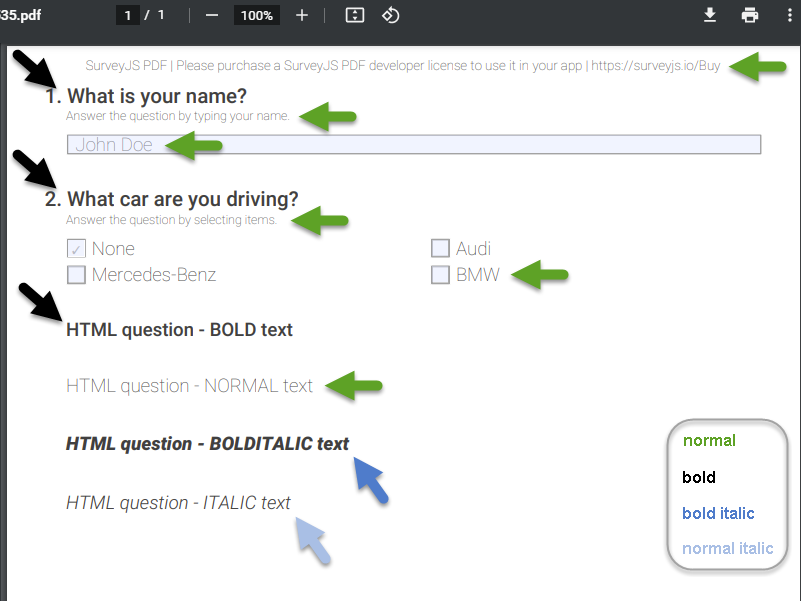 535.pdf
1 / 1
100%
SurveyJS PDF | Please purchase a SurveyJS PDF developer license to use it in your app | https://surveyjs.io/Buy
1. What is your name?
Answer the question by typing your name.
John Doe
2. What car are you driving?
Answer the question by selecting items.
None
Audi
Mercedes-Benz
BMW
HTML question - BOLD text
HTML question - NORMAL text
HTML question - BOLDITALIC text
HTML question - ITALIC text
normal
bold
bold italic
normal italic